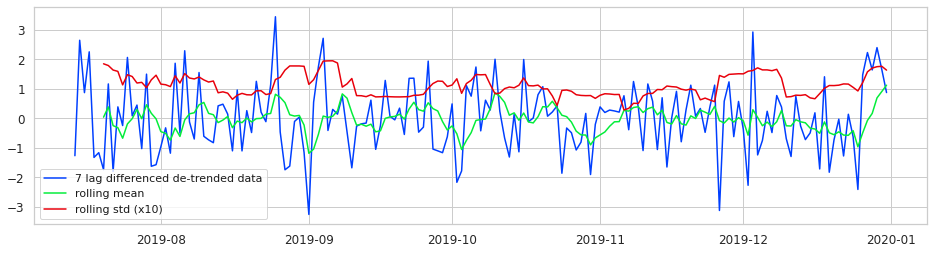 3
2
1
0
−1
−2
−3
7 lag differenced de-trended data
rolling mean
rolling std (x10)
2019-08 2019-09 2019-10 2019-11 2019-12 2020-01